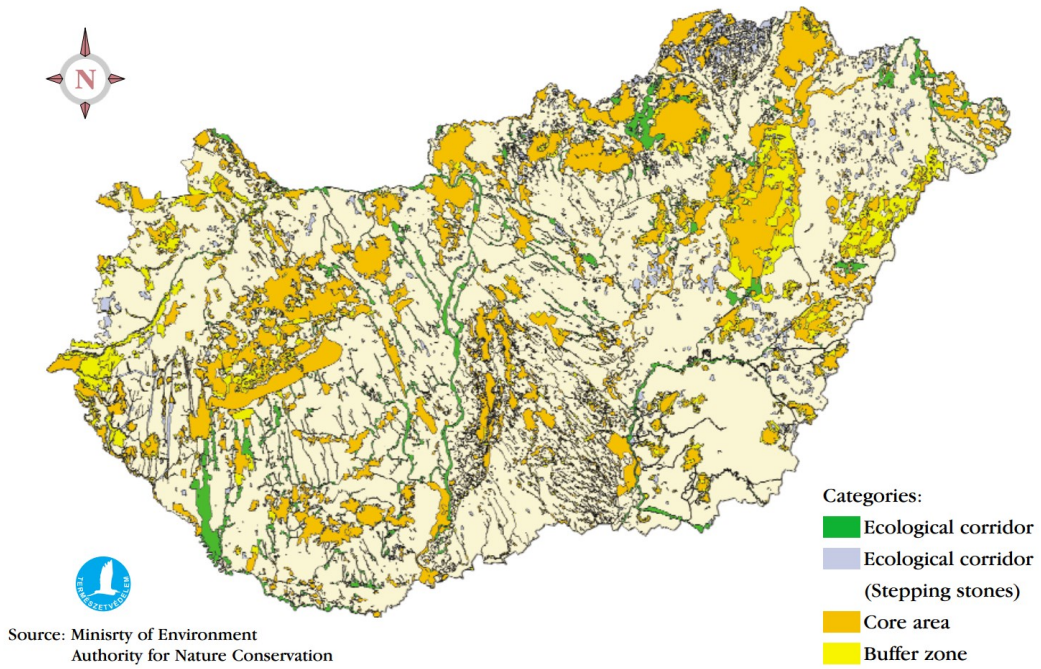 N
Categories:
Ecological corridor
Ecological corridor
(Stepping stones)
Core area
Buffer zone
TERMÉSZETVÉDELEM
Source: Minisrty of Environment
Authority for Nature Conservation